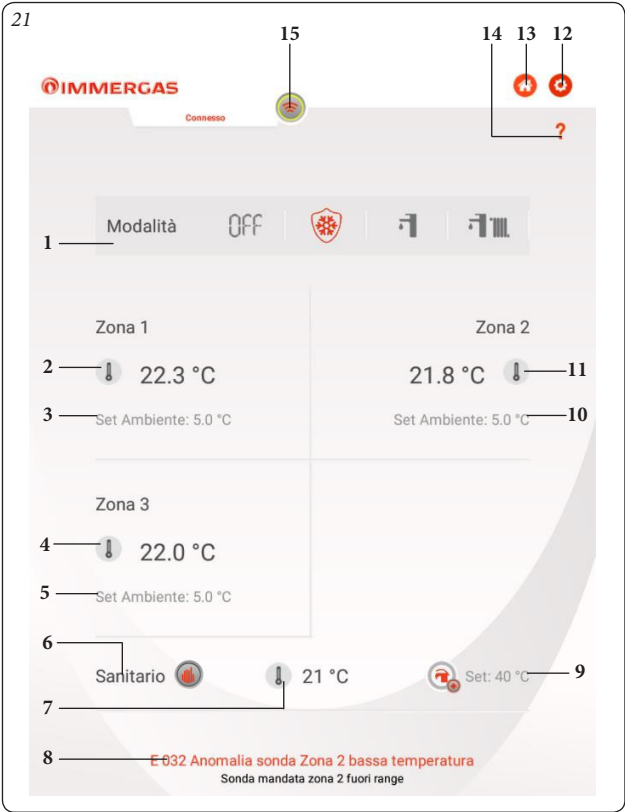 21
15 14 13 12
IMMERGAS
Connesso
?
1 Modalità OFF
Zona 1 Zona 2
2 22.3 °C 21.8 °C 11
3 Set Ambiente: 5.0 °C Set Ambiente: 5.0 °C 10
Zona 3
4 22.0 °C
5 Set Ambiente: 5.0 °C
6
Sanitario 21 °C Set: 40 °C 9
7
8 E 032 Anomalia sonda Zona 2 bassa temperatura
Sonda mandata zona 2 fuori range